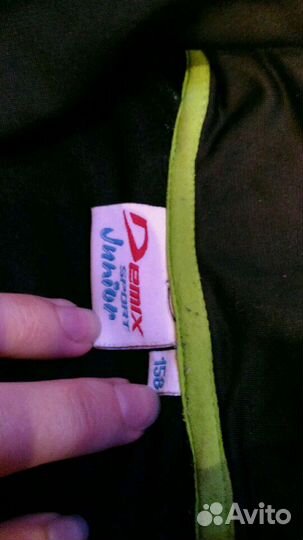 Demix
SPORT
Junior
158
Avito